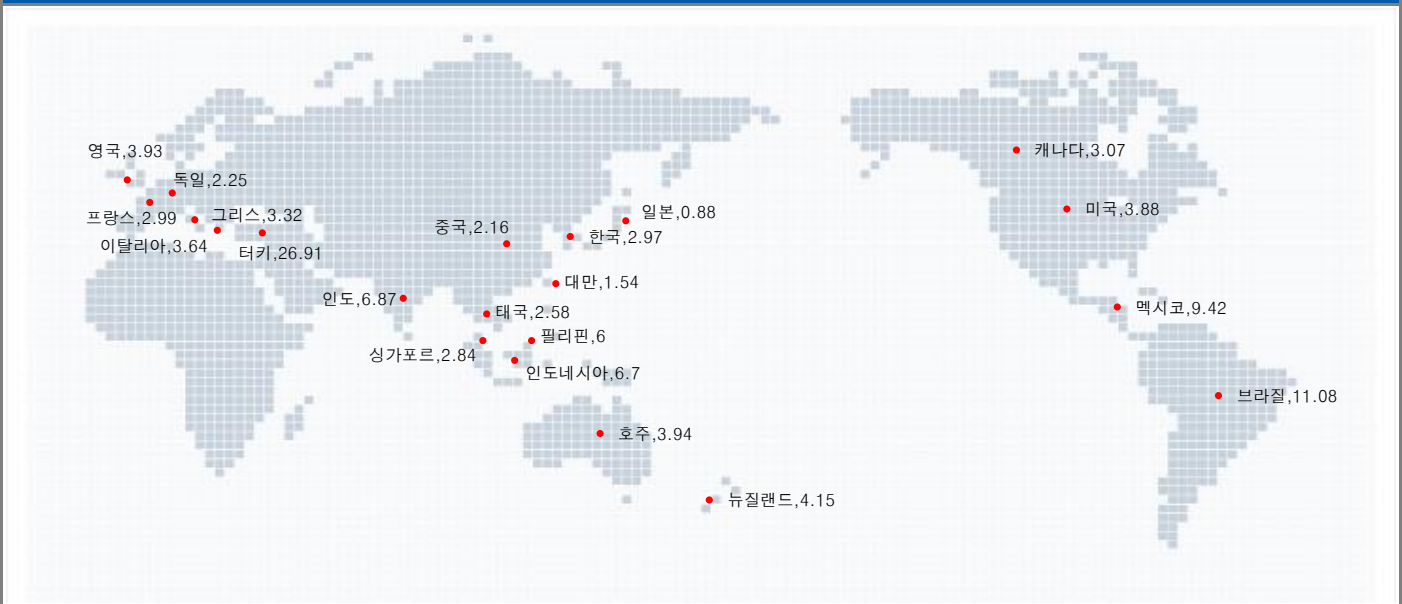 영국,3.93
캐나다,3.07
독일,2.25
프랑스,2.99
그리스,3.32
일본,0.88
미국,3.88
중국,2.16
한국,2.97
이탈리아,3.64
터키,26.91
대만,1.54
인도,6.87
태국,2.58
멕시코,9.42
필리핀,6
싱가포르,2.84
인도네시아,6.7
브라질,11.08
호주,3.94
뉴질랜드,4.15